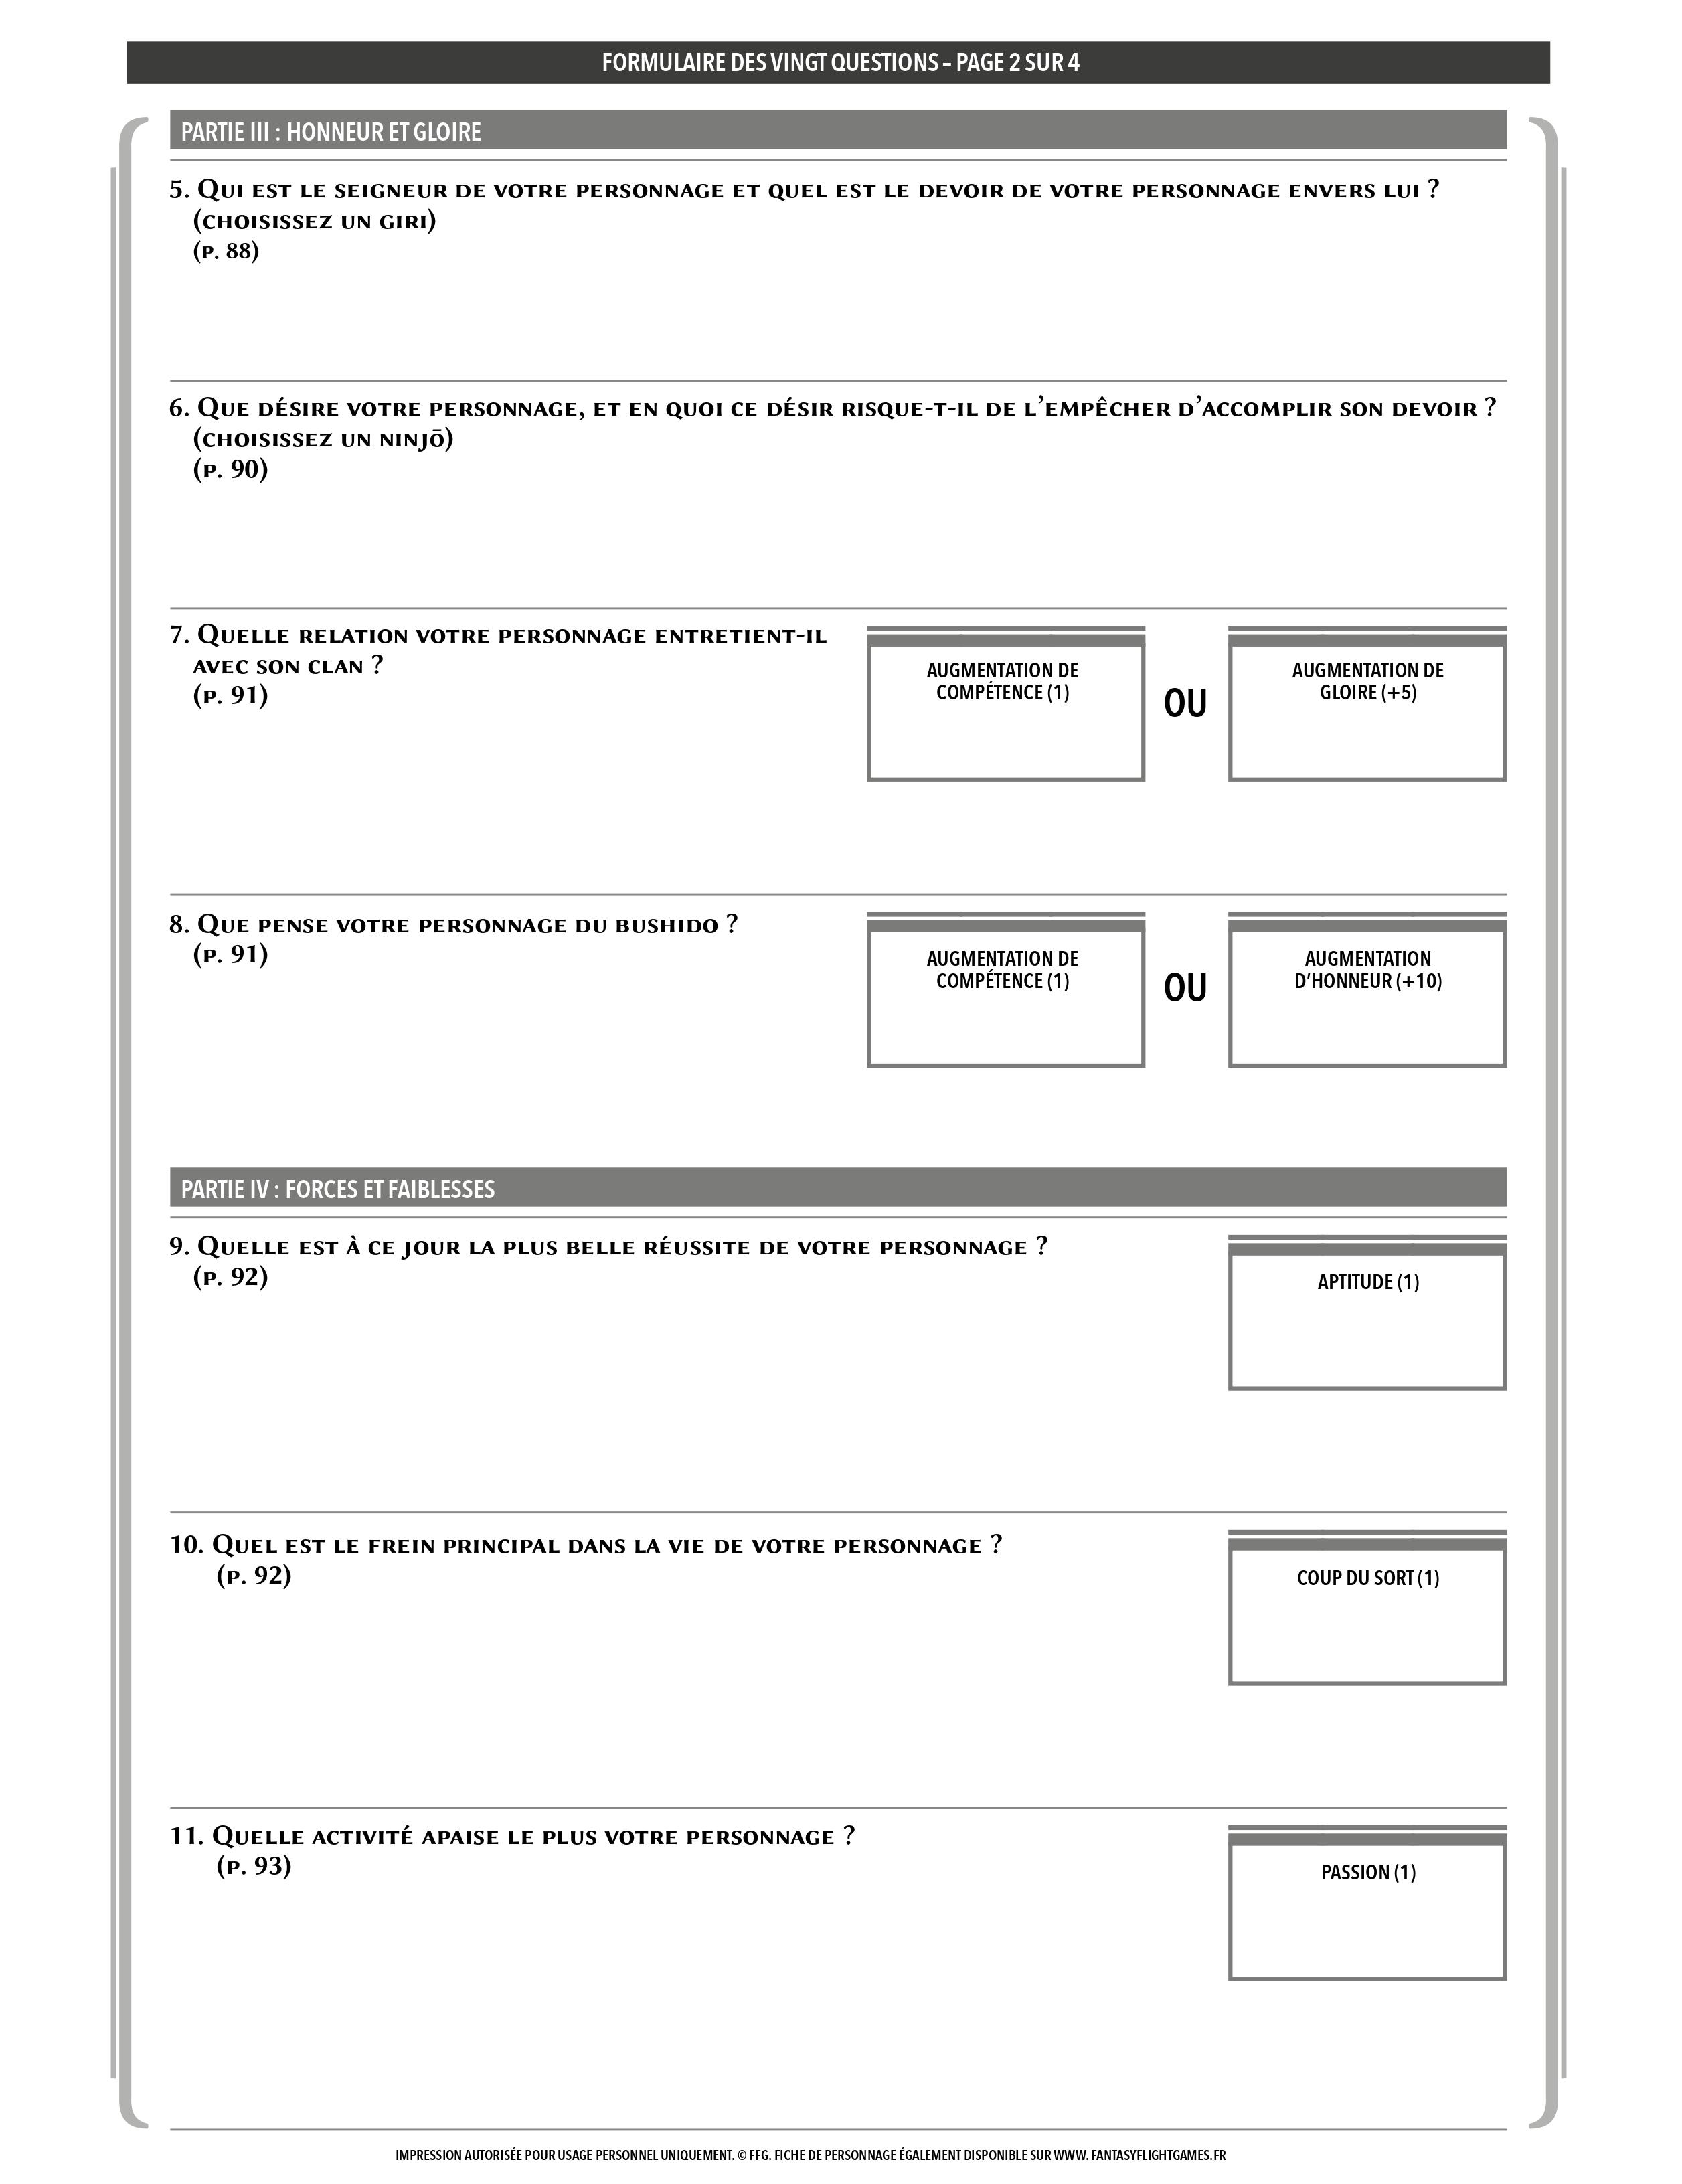 FORMULAIRE DES VINGT QUESTIONS – PAGE 2 SUR 4
PARTIE III : HONNEUR ET GLOIRE
5. Qui est le seigneur de votre personnage et quel est le devoir de votre personnage envers lui ?
(choisissez un giri)
(p. 88)
6. Que désire votre personnage, et en quoi ce désir risque-t-il de l’empêcher d’accomplir son devoir ?
(choisissez un ninjō)
(p. 90)
7. Quelle relation votre personnage entretient-il
avec son clan ?
(p. 91)
AUGMENTATION DE
COMPÉTENCE (1)
OU
AUGMENTATION DE
GLOIRE (+5)
8. Que pense votre personnage du bushido ?
(p. 91)
AUGMENTATION DE
COMPÉTENCE (1)
OU
AUGMENTATION
D’HONNEUR (+10)
PARTIE IV : FORCES ET FAIBLESSES
9. Quelle est à ce jour la plus belle réussite de votre personnage ?
(p. 92)
APTITUDE (1)
10. Quel est le frein principal dans la vie de votre personnage ?
(p. 92)
COUP DU SORT (1)
11. Quelle activité apaise le plus votre personnage ?
(p. 93)
PASSION (1)
IMPRESSION AUTORISÉE POUR USAGE PERSONNEL UNIQUEMENT. © FFG. FICHE DE PERSONNAGE ÉGALEMENT DISPONIBLE SUR WWW. FANTASYFLIGHTGAMES.FR